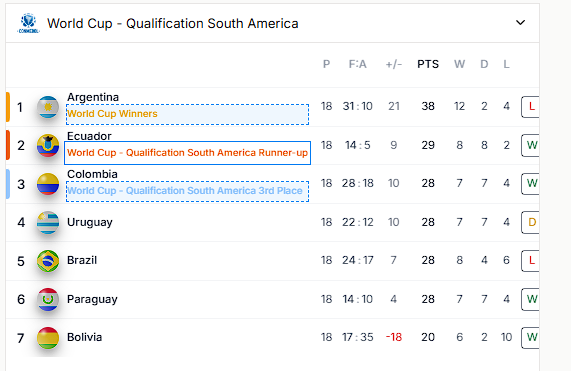 World Cup - Qualification South America
P F:A +/- PTS W D L
1 Argentina 18 31:10 21 38 12 2 4 L
World Cup Winners
2 Ecuador 18 14:5 9 29 8 8 2 W
World Cup - Qualification South America Runner-up
3 Colombia 18 28:18 10 28 7 7 4 W
World Cup - Qualification South America 3rd Place
4 Uruguay 18 22:12 10 28 7 7 4 D
5 Brazil 18 24:17 7 28 8 4 6 L
6 Paraguay 18 14:10 4 28 7 7 4 W
7 Bolivia 18 17:35 -18 20 6 2 10 W